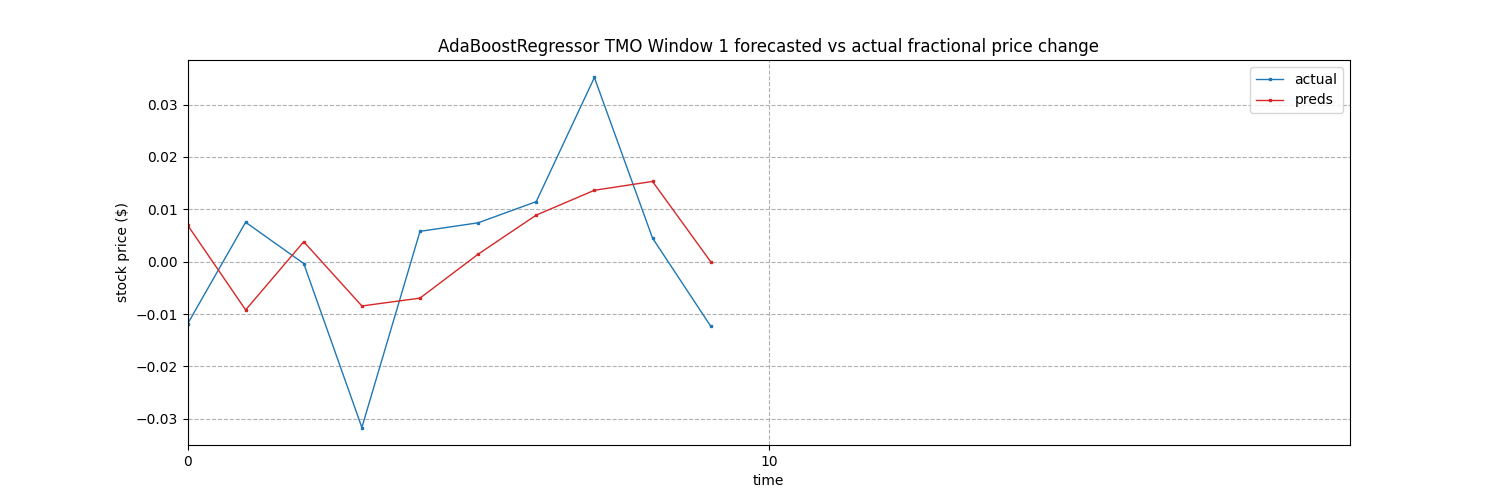 AdaBoostRegressor TMO Window 1 forecasted vs actual fractional price change
actual
preds
0.03
0.02
0.01
0.00
−0.01
−0.02
−0.03
stock price ($)
0
10
time